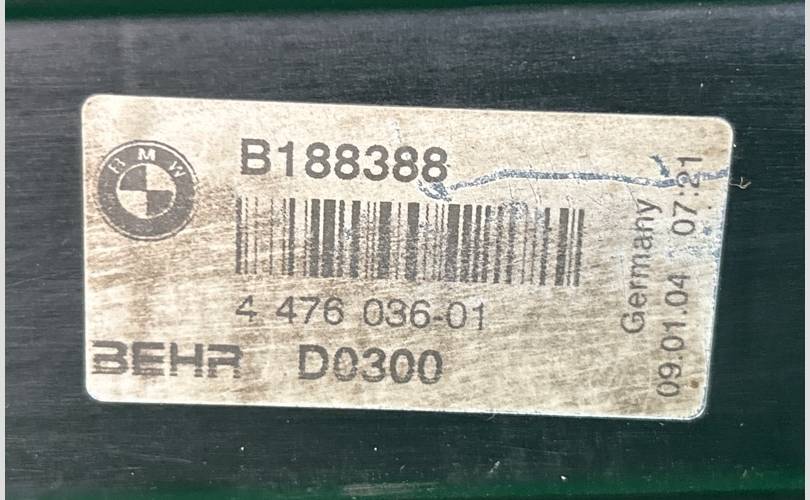 BMW
B188388
4 476 036-01
BEHR D0300
Germany
09.01.04 07:21